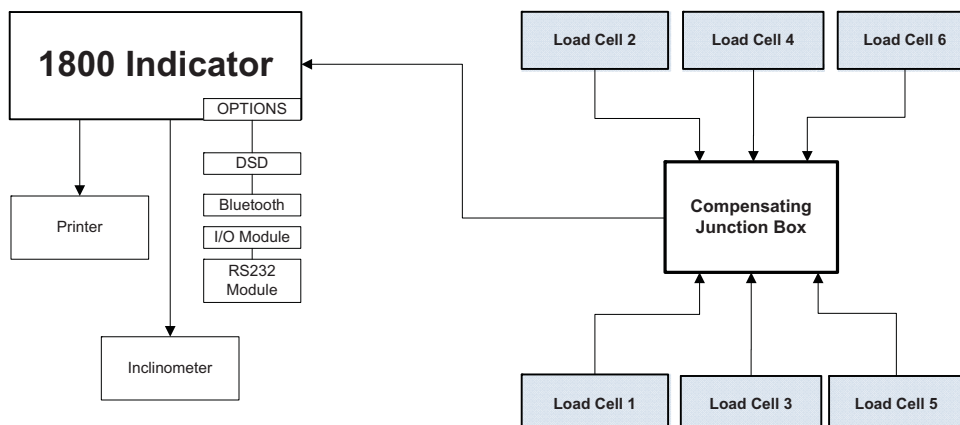 1800 Indicator
OPTIONS
DSD
Bluetooth
I/O Module
RS232
Module
Printer
Inclinometer
Load Cell 2
Load Cell 4
Load Cell 6
Compensating
Junction Box
Load Cell 1
Load Cell 3
Load Cell 5